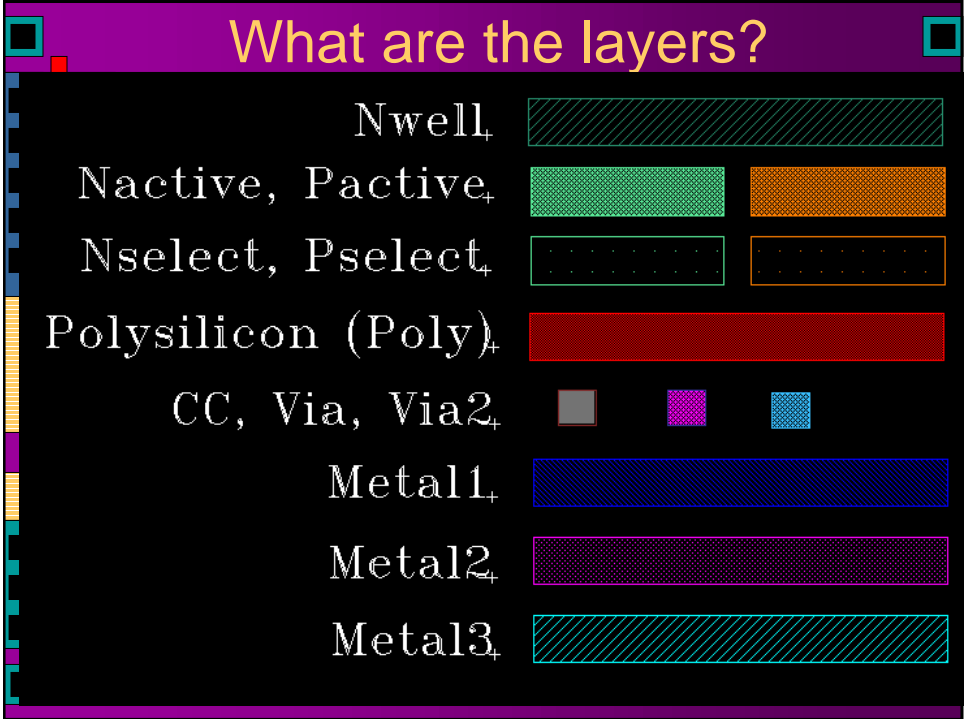 What are the layers?
Nwell
Nactive, Pactive
Nselect, Pselect
Polysilicon (Poly)
CC, Via, Via2
Metal1
Metal2
Metal3